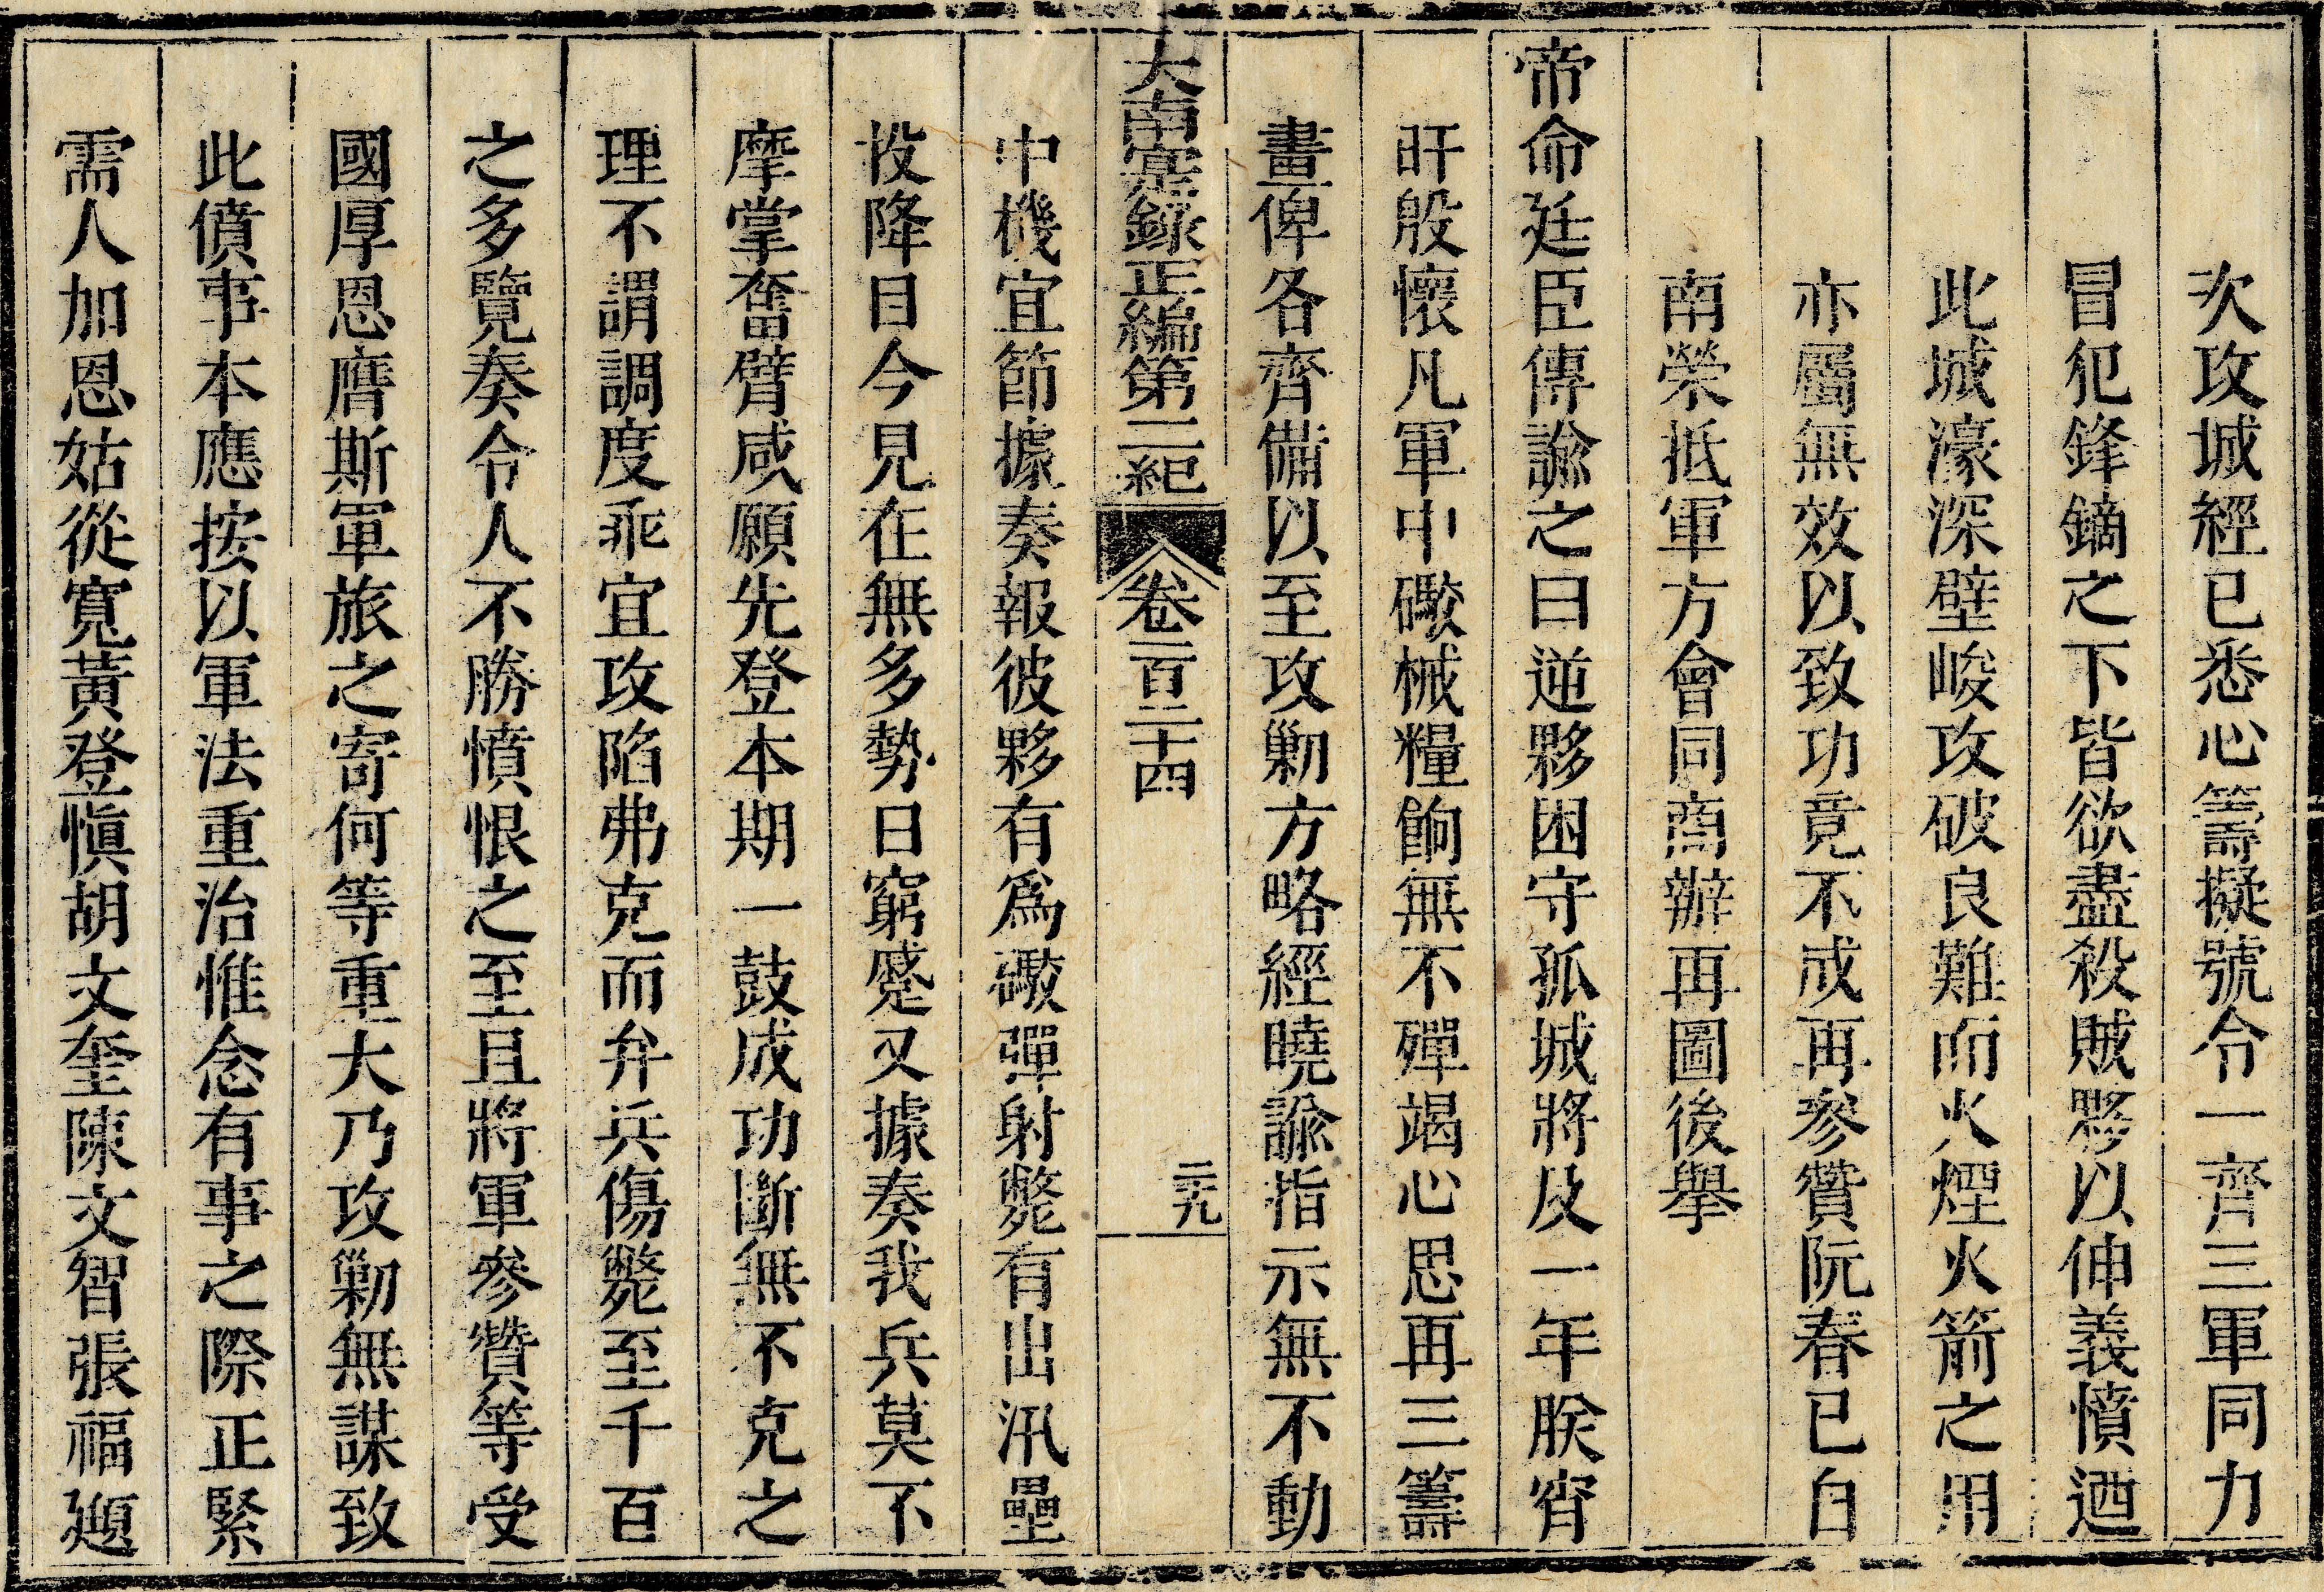 次攻城經已悉心籌擬號令一齊三軍同力
冒犯鋒鏑之下皆欲盡殺賊夥以伸義憤迺
此城濠深壁峻攻破良難而火煙火箭之用
亦屬無效以致功竟不成再參贊阮春已自
南榮抵軍方會同商辦再圖後舉
帝命廷臣傳諭之曰逆夥困守孤城將及一年朕宵
旰殷懷凡軍中礮械糧餉無不殫竭心思再三籌
畫俾各齊備以至攻勦方略經曉諭指示無不動
大南寔錄正編第二紀 卷一百二十四 二十九
中機宜節據奏報彼夥有爲礮彈射斃有出汛壘
投降目今見在無多勢日窮蹙又據奏我兵莫不
摩掌奮臂咸願先登本期一鼓成功斷無不克之
理不謂調度乖宜攻陷弗克而弁兵傷斃至千百
之多覽奏令人不勝憤恨之至且將軍參贊等受
國厚恩膺斯軍旅之寄何等重大乃攻勦無謀致
此僨事本應按以軍法重治惟念有事之際正緊
需人加恩姑從寬黃登愼胡文奎陳文智張福𩔗